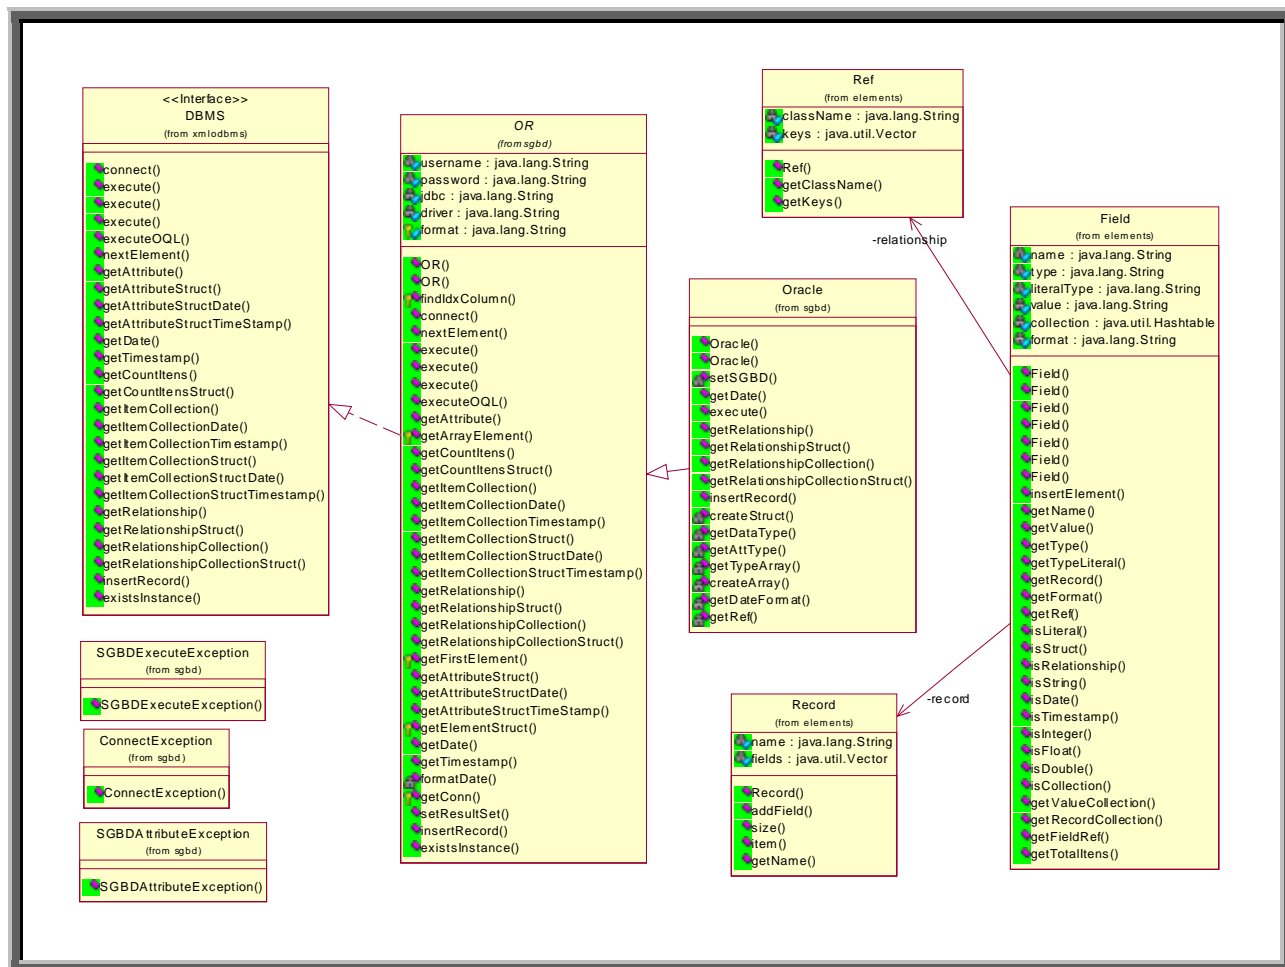 <<Interface>>
DBMS
(from xmlodbms)
connect()
execute()
execute()
execute()
executeOQL()
nextElement()
getAttribute()
getAttributeStruct()
getAttributeStructDate()
getAttributeStructTimeStamp()
getDate()
getTimestamp()
getCountItens()
getCountItensStruct()
getItemCollection()
getItemCollectionDate()
getItemCollectionTimestamp()
getItemCollectionStruct()
getItemCollectionStructDate()
getItemCollectionStructTimestamp()
getRelationship()
getRelationshipStruct()
getRelationshipCollection()
getRelationshipCollectionStruct()
insertRecord()
existsInstance()
SGBDExecuteException
(from sgbd)
SGBDExecuteException()
ConnectException
(from sgbd)
ConnectException()
SGBDAttributeException
(from sgbd)
SGBDAttributeException()
OR
(from sgbd)
username : java.lang.String
password : java.lang.String
jdbc : java.lang.String
driver : java.lang.String
format : java.lang.String
OR()
OR()
findIdxColumn()
connect()
nextElement()
execute()
execute()
execute()
executeOQL()
getAttribute()
getArrayElement()
getCountItens()
getCountItensStruct()
getItemCollection()
getItemCollectionDate()
getItemCollectionTimestamp()
getItemCollectionStruct()
getItemCollectionStructDate()
getItemCollectionStructTimestamp()
getRelationship()
getRelationshipStruct()
getRelationshipCollection()
getRelationshipCollectionStruct()
getFirstElement()
getAttributeStruct()
getAttributeStructDate()
getAttributeStructTimeStamp()
getElementStruct()
getDate()
getTimestamp()
formatDate()
getConn()
setResultSet()
insertRecord()
existsInstance()
Ref
(from elements)
className : java.lang.String
keys : java.util.Vector
Ref()
getClassName()
getKeys()
-relationship
Oracle
(from sgbd)
Oracle()
Oracle()
setSGBD()
getDate()
execute()
getRelationship()
getRelationshipStruct()
getRelationshipCollection()
getRelationshipCollectionStruct()
insertRecord()
createStruct()
getDataType()
getAttType()
getTypeArray()
createArray()
getDateFormat()
getRef()
-record
Record
(from elements)
name : java.lang.String
fields : java.util.Vector
Record()
addField()
size()
item()
getName()
Field
(from elements)
name : java.lang.String
type : java.lang.String
literalType : java.lang.String
value : java.lang.String
collection : java.util.Hashtable
format : java.lang.String
Field()
Field()
Field()
Field()
Field()
Field()
Field()
insertElement()
getName()
getValue()
getType()
getTypeLiteral()
getRecord()
getFormat()
getRef()
isLiteral()
isStruct()
isRelationship()
isString()
isDate()
isTimestamp()
isInteger()
isFloat()
isDouble()
isCollection()
getValueCollection()
getRecordCollection()
getFieldRef()
getTotalItens()